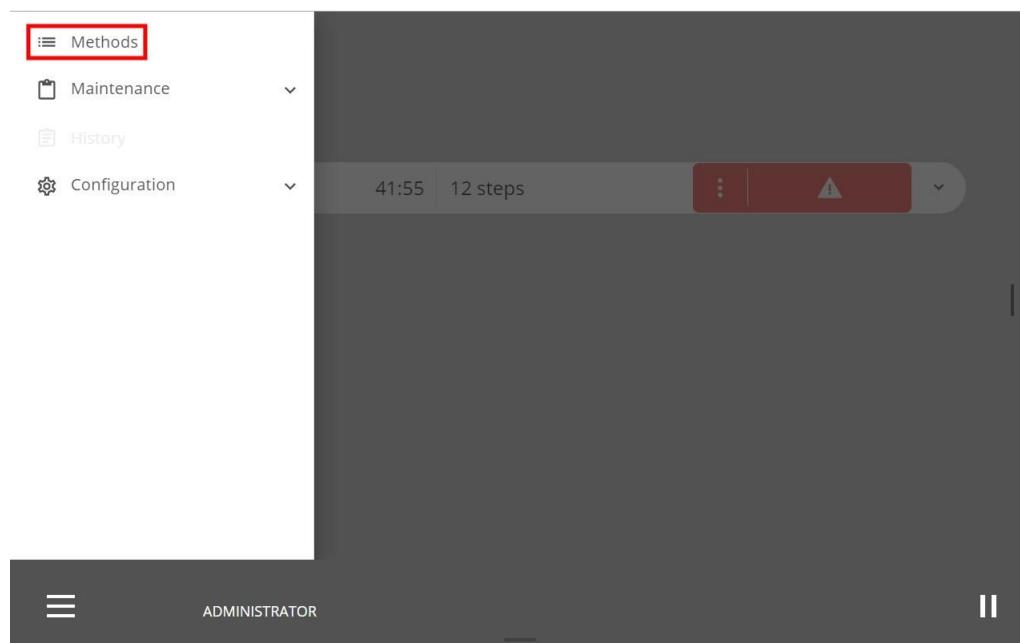 Methods
Maintenance
History
Configuration
41:55 12 steps
ADMINISTRATOR